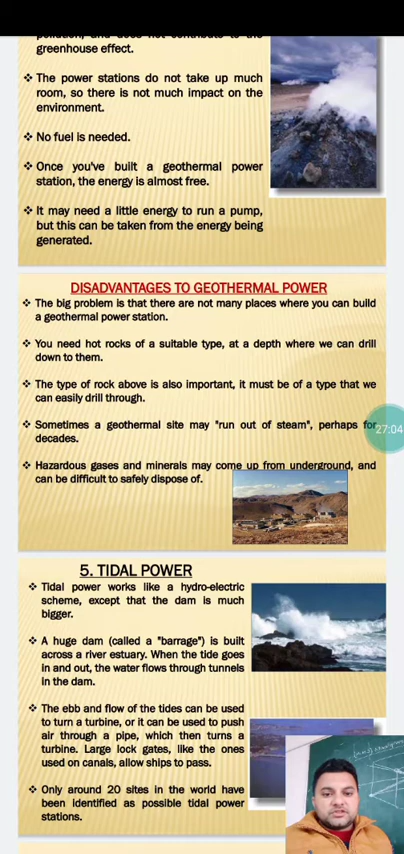 pollution, and does not contribute to the
greenhouse effect.
❖ The power stations do not take up much
room, so there is not much impact on the
environment.
❖ No fuel is needed.
❖ Once you've built a geothermal power
station, the energy is almost free.
❖ It may need a little energy to run a pump,
but this can be taken from the energy being
generated.
DISADVANTAGES TO GEOTHERMAL POWER
❖ The big problem is that there are not many places where you can build
a geothermal power station.
❖ You need hot rocks of a suitable type, at a depth where we can drill
down to them.
❖ The type of rock above is also important, it must be of a type that we
can easily drill through.
❖ Sometimes a geothermal site may "run out of steam", perhaps for
decades.
27:04
❖ Hazardous gases and minerals may come up from underground, and
can be difficult to safely dispose of.
5. TIDAL POWER
❖ Tidal power works like a hydro-electric
scheme, except that the dam is much
bigger.
❖ A huge dam (called a "barrage") is built
across a river estuary. When the tide goes
in and out, the water flows through tunnels
in the dam.
❖ The ebb and flow of the tides can be used
to turn a turbine, or it can be used to push
air through a pipe, which then turns a
turbine. Large lock gates, like the ones
used on canals, allow ships to pass.
❖ Only around 20 sites in the world have
been identified as possible tidal power
stations.